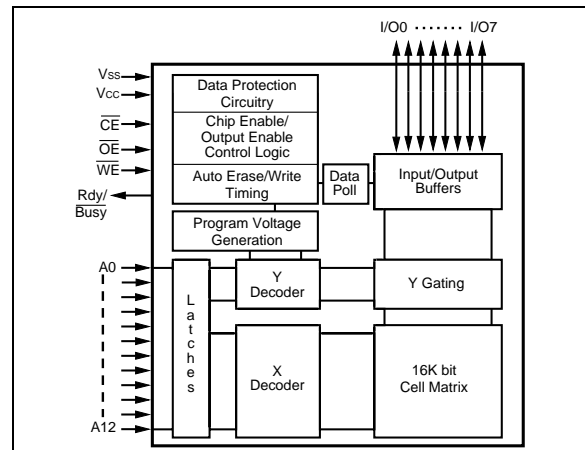 I/O0 ········ I/O7
Vss
Vcc
CE
OE
WE
Rdy/
Busy
Data Protection
Circuitry
Chip Enable/
Output Enable
Control Logic
Auto Erase/Write
Timing
Data
Poll
Input/Output
Buffers
Program Voltage
Generation
A0
Latches
Y
Decoder
Y Gating
X
Decoder
16K bit
Cell Matrix
A12